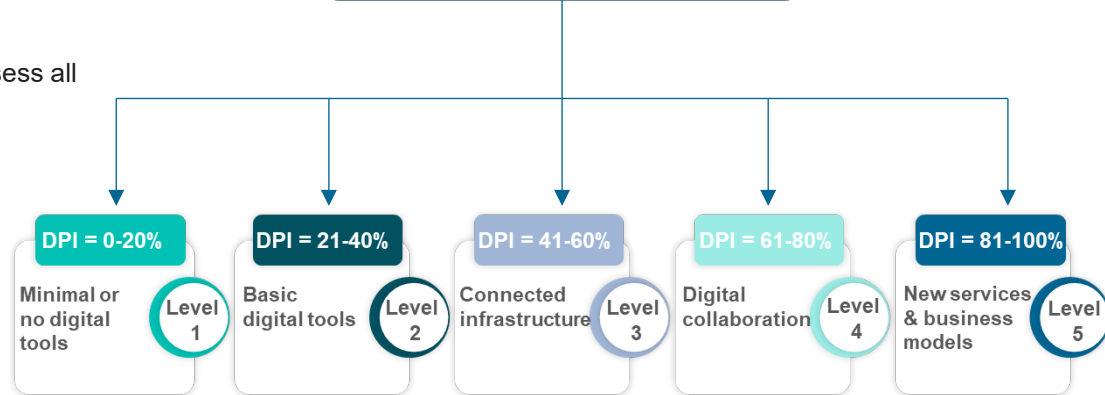 sess all
DPI = 0-20%
Minimal or
no digital
tools
Level
1
DPI = 21-40%
Basic
digital tools
Level
2
DPI = 41-60%
Connected
infrastructure
Level
3
DPI = 61-80%
Digital
collaboration
Level
4
DPI = 81-100%
New services
& business
models
Level
5